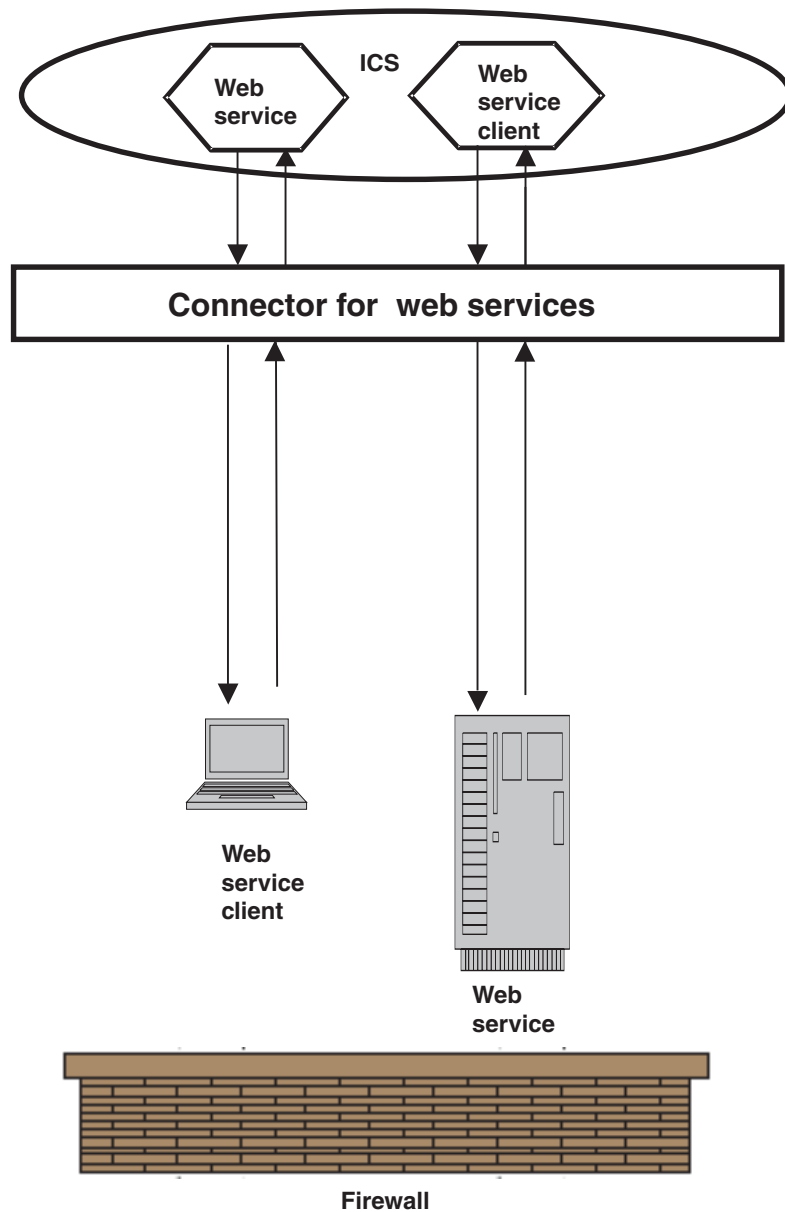 ICS
Web
service
Web
service
client
Connector for web services
Web
service
client
Web
service
Firewall